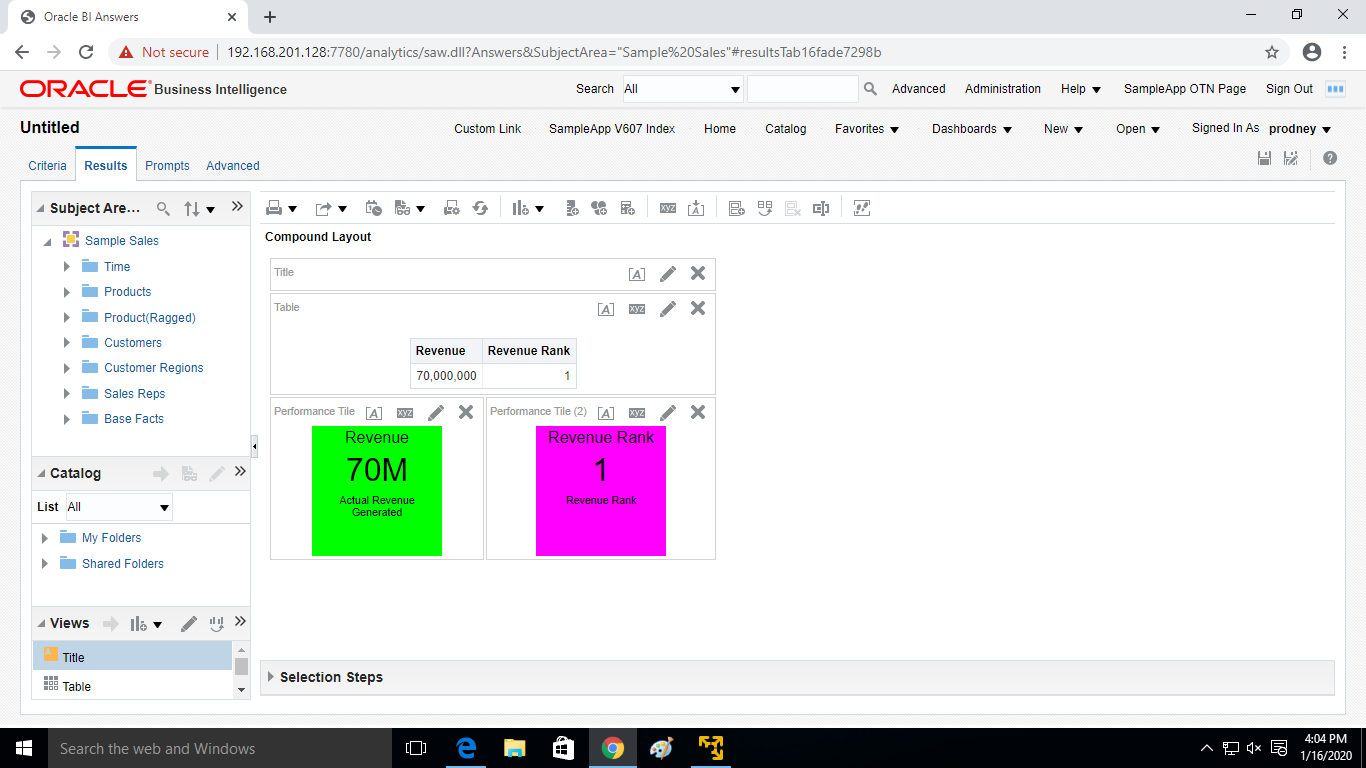 Oracle BI Answers
Not secure
192.168.201.128:7780/analytics/saw.dll?Answers&SubjectArea="Sample%20Sales"#resultsTab16fade7298b
ORACLE Business Intelligence
Search All Advanced Administration Help SampleApp OTN Page Sign Out
Untitled
Custom Link SampleApp V607 Index Home Catalog Favorites Dashboards New Open Signed In As prodney
Criteria Results Prompts Advanced
Subject Are...
Sample Sales
Time
Products
Product(Ragged)
Customers
Customer Regions
Sales Reps
Base Facts
Catalog
List All
My Folders
Shared Folders
Views
Title
Table
xyz A
Compound Layout
Title A
Table A xyz
Revenue Revenue Rank
70,000,000 1
Performance Tile A xyz
Revenue
70M
Actual Revenue
Generated
Performance Tile (2) A xyz
Revenue Rank
1
Revenue Rank
Selection Steps
Search the web and Windows
4:04 PM
1/16/2020